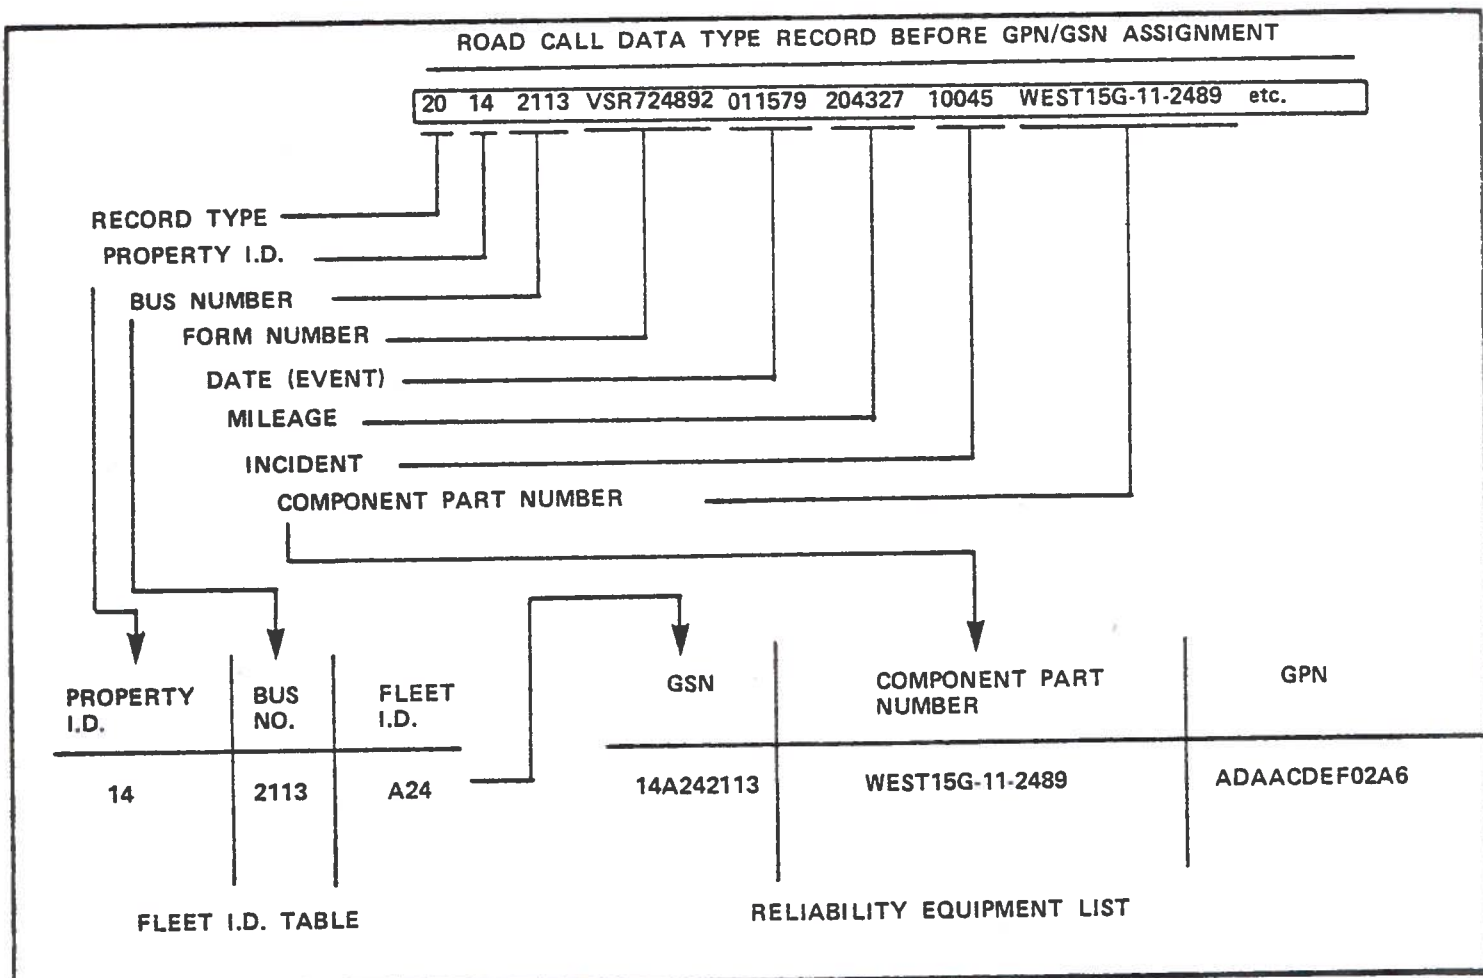 ROAD CALL DATA TYPE RECORD BEFORE GPN/GSN ASSIGNMENT
20 14 2113 VSR724892 011579 204327 10045 WEST15G-11-2489 etc.
RECORD TYPE
PROPERTY I.D.
BUS NUMBER
FORM NUMBER
DATE (EVENT)
MILEAGE
INCIDENT
COMPONENT PART NUMBER
PROPERTY
I.D.
BUS
NO.
FLEET
I.D.
14
2113
A24
FLEET I.D. TABLE
GSN
COMPONENT PART
NUMBER
GPN
14A242113
WEST15G-11-2489
ADAACDEF02A6
RELIABILITY EQUIPMENT LIST